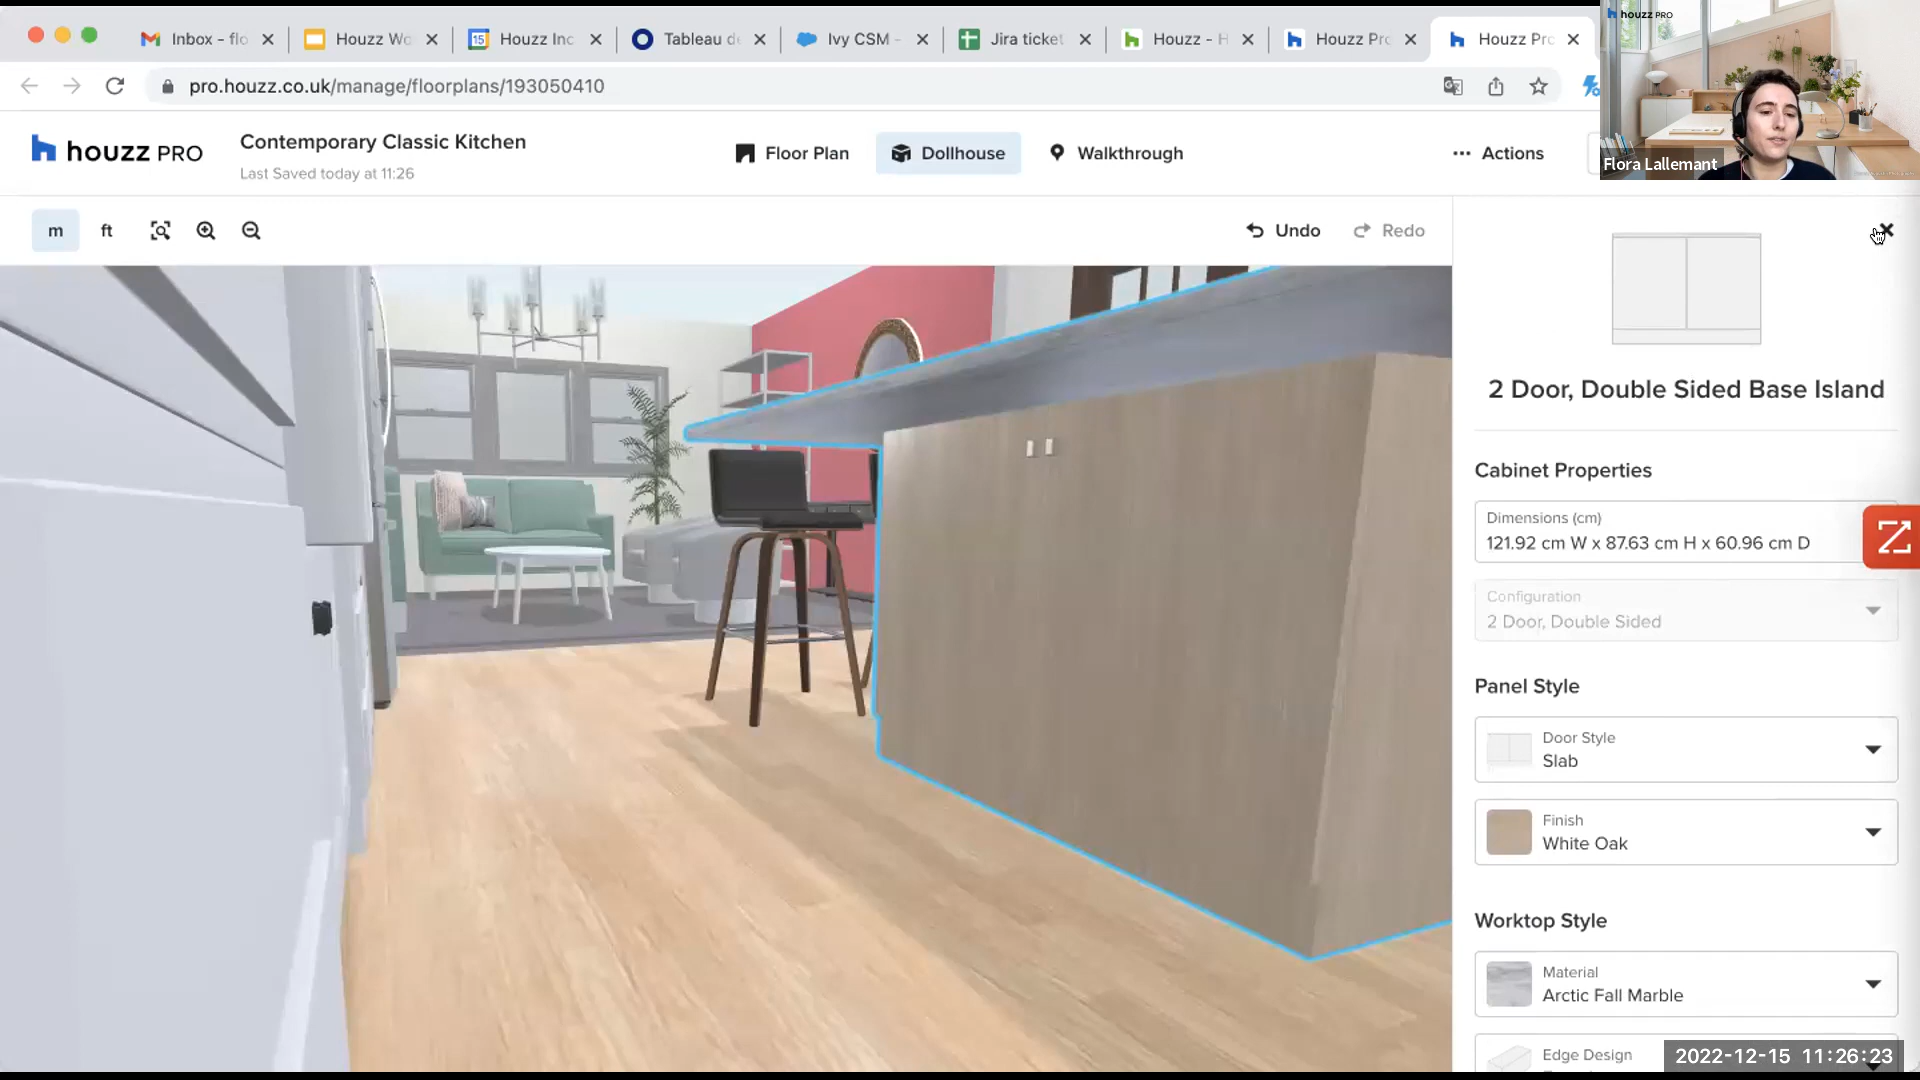 Inbox - flo
Houzz Wo
15
Houzz Inc
Tableau de
Ivy CSM -
Jira ticket
Houzz - H
Houzz Pro
Houzz Pro
pro.houzz.co.uk/manage/floorplans/193050410
houzz PRO
Flora Lallemant
houzz PRO
Contemporary Classic Kitchen
Last Saved today at 11:26
Floor Plan
Dollhouse
Walkthrough
Actions
m
ft
Undo
Redo
2 Door, Double Sided Base Island
Cabinet Properties
Dimensions (cm)
121.92 cm W x 87.63 cm H x 60.96 cm D
Configuration
2 Door, Double Sided
Panel Style
Door Style
Slab
Finish
White Oak
Worktop Style
Material
Arctic Fall Marble
Edge Design
2022-12-15 11:26:23